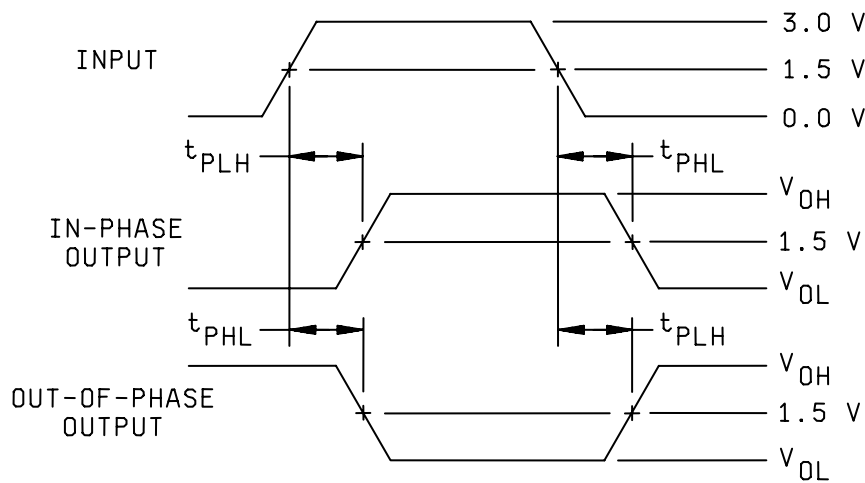 3.0 V
INPUT
1.5 V
0.0 V
tPLH
tPHL
VOH
IN-PHASE
OUTPUT
1.5 V
VOL
tPHL
tPLH
VOH
OUT-OF-PHASE
OUTPUT
1.5 V
VOL